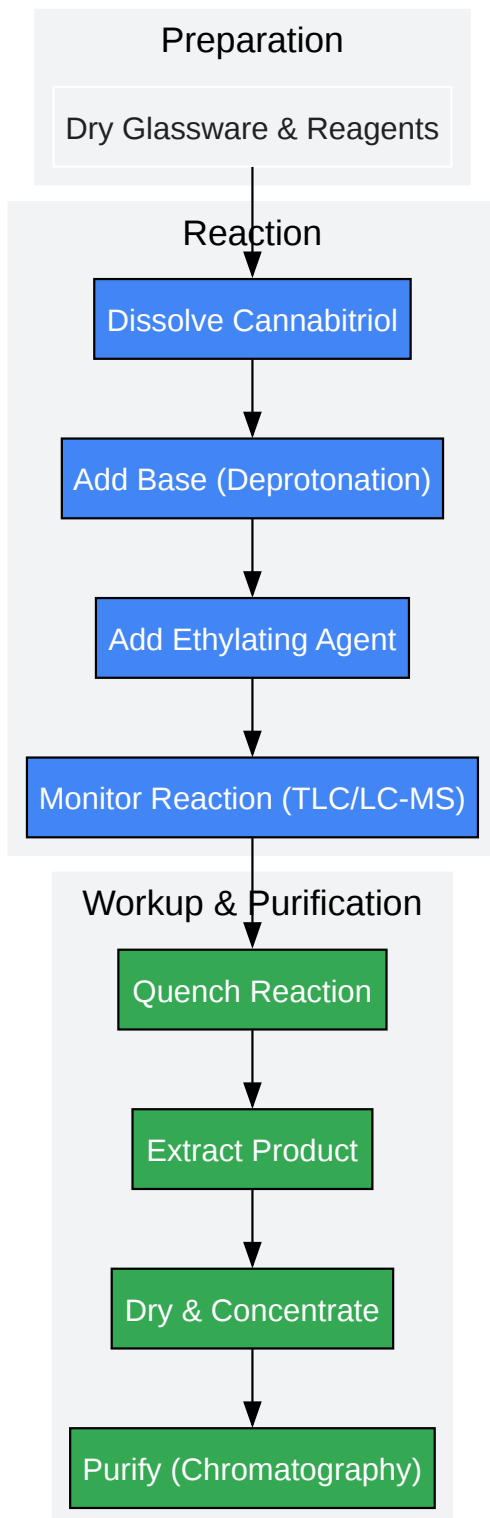 Preparation
Dry Glassware & Reagents
Reaction
Dissolve Cannabitriol
Add Base (Deprotonation)
Add Ethylating Agent
Monitor Reaction (TLC/LC-MS)
Workup & Purification
Quench Reaction
Extract Product
Dry & Concentrate
Purify (Chromatography)